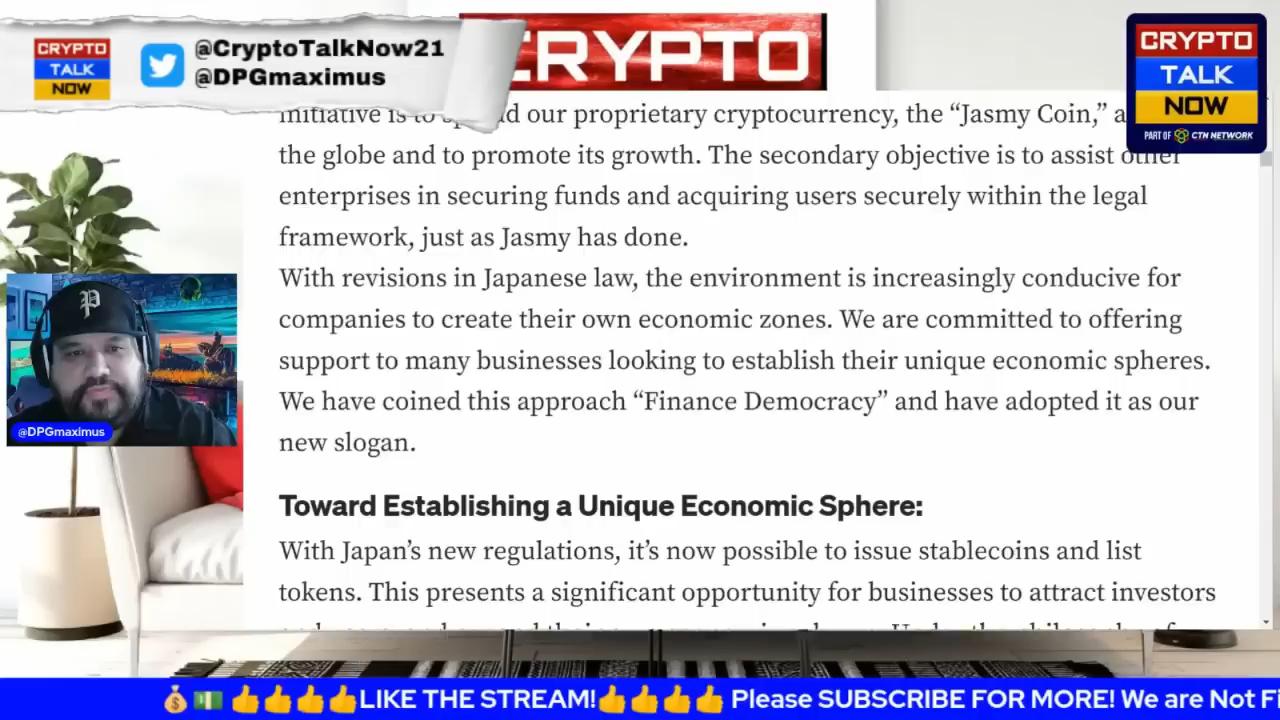 CRYPTO
TALK
NOW
@CryptoTalkNow21
@DPGmaximus
CRYPTO
CRYPTO
TALK
NOW
PART OF CTN NETWORK
initiative is to our proprietary cryptocurrency, the “Jasmy Coin,”
the globe and to promote its growth. The secondary objective is to assist other
enterprises in securing funds and acquiring users securely within the legal
framework, just as Jasmy has done.
With revisions in Japanese law, the environment is increasingly conducive for
companies to create their own economic zones. We are committed to offering
support to many businesses looking to establish their unique economic spheres.
We have coined this approach “Finance Democracy” and have adopted it as our
new slogan.
Toward Establishing a Unique Economic Sphere:
With Japan’s new regulations, it’s now possible to issue stablecoins and list
tokens. This presents a significant opportunity for businesses to attract investors
@DPGmaximus
LIKE THE STREAM! Please SUBSCRIBE FOR MORE! We are Not Fi